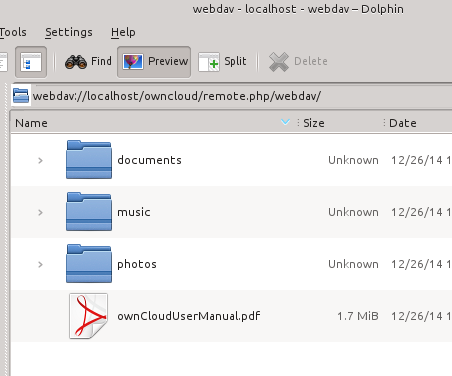 webdav - localhost - webdav – Dolphin
Tools Settings Help
Find Preview Split Delete
webdav://localhost/owncloud/remote.php/webdav/
Name Size Date
documents Unknown 12/26/14 1
music Unknown 12/26/14 1
photos Unknown 12/26/14 1
ownCloudUserManual.pdf 1.7 MiB 12/26/14 1